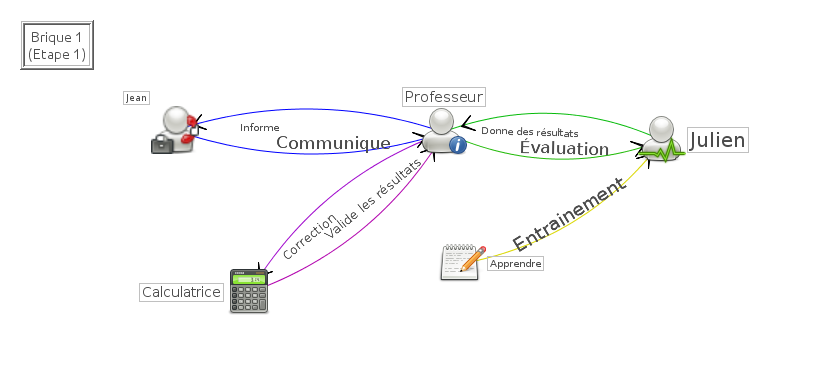 Brique 1
(Etape 1)
Jean
Professeur
Informe
Communique
Donne des résultats
Évaluation
Julien
Correction
Valide les résultats
Entrainement
Apprendre
Calculatrice